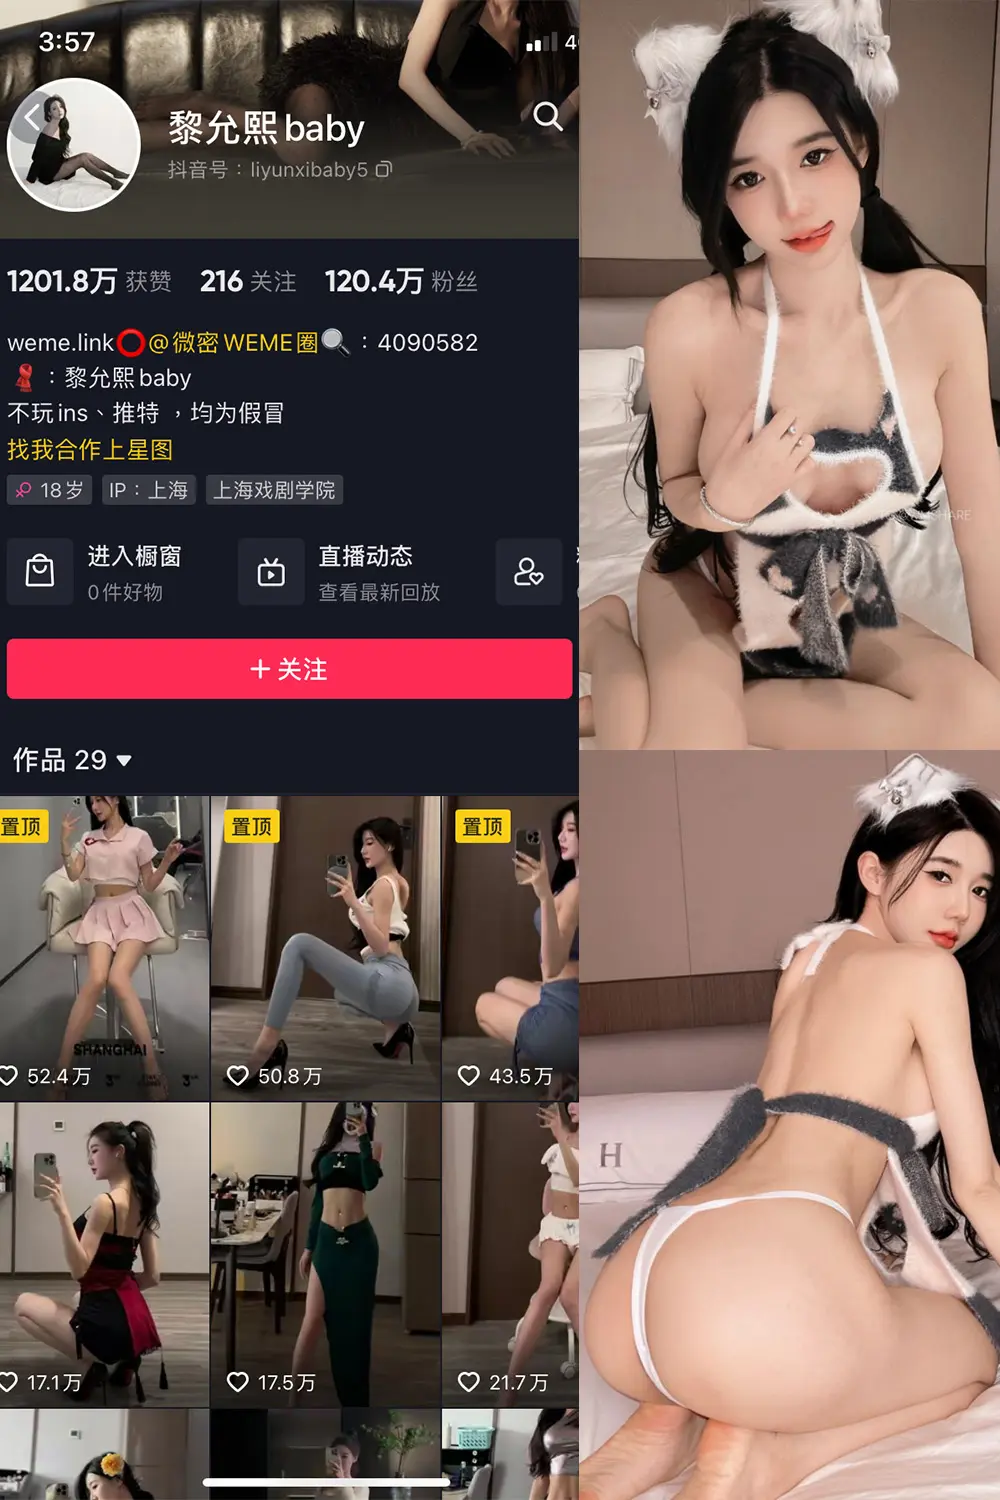 3:57
4
黎允熙baby
抖音号：liyunxibaby5
1201.8万 获赞 216 关注 120.4万 粉丝
weme.link⭕@微密WEME圈🔍：4090582
：黎允熙baby
不玩ins、推特，均为假冒
找我合作上星图
18岁 IP：上海 上海戏剧学院
进入橱窗 直播动态
0件好物 查看最新回放
+ 关注
作品 29
置顶 置顶 置顶
SHANGHAI
52.4万 50.8万 43.5万
17.1万 17.5万 21.7万
H